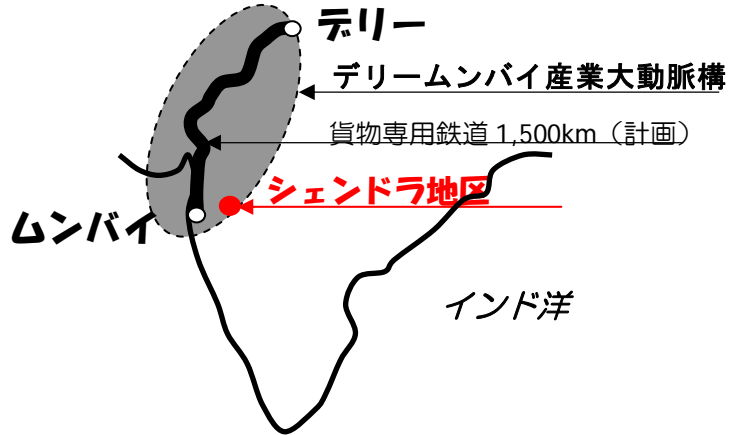 デリー
デリームンバイ産業大動脈構
貨物専用鉄道 1,500km（計画）
シェンドラ地区
ムンバイ
インド洋